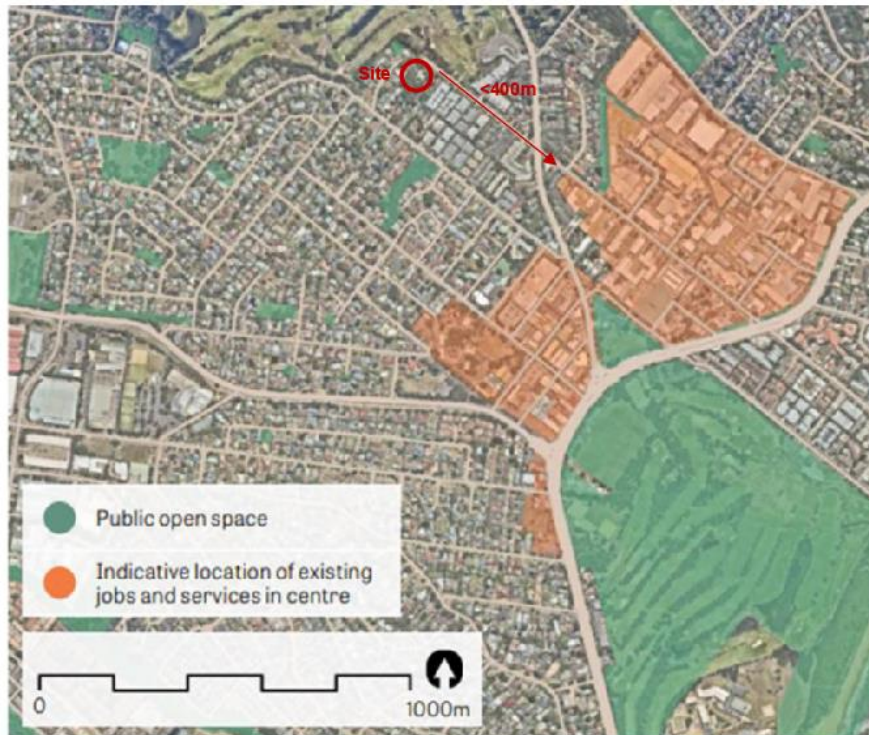 Site
<400m
Public open space
Indicative location of existing
jobs and services in centre
0
1000m